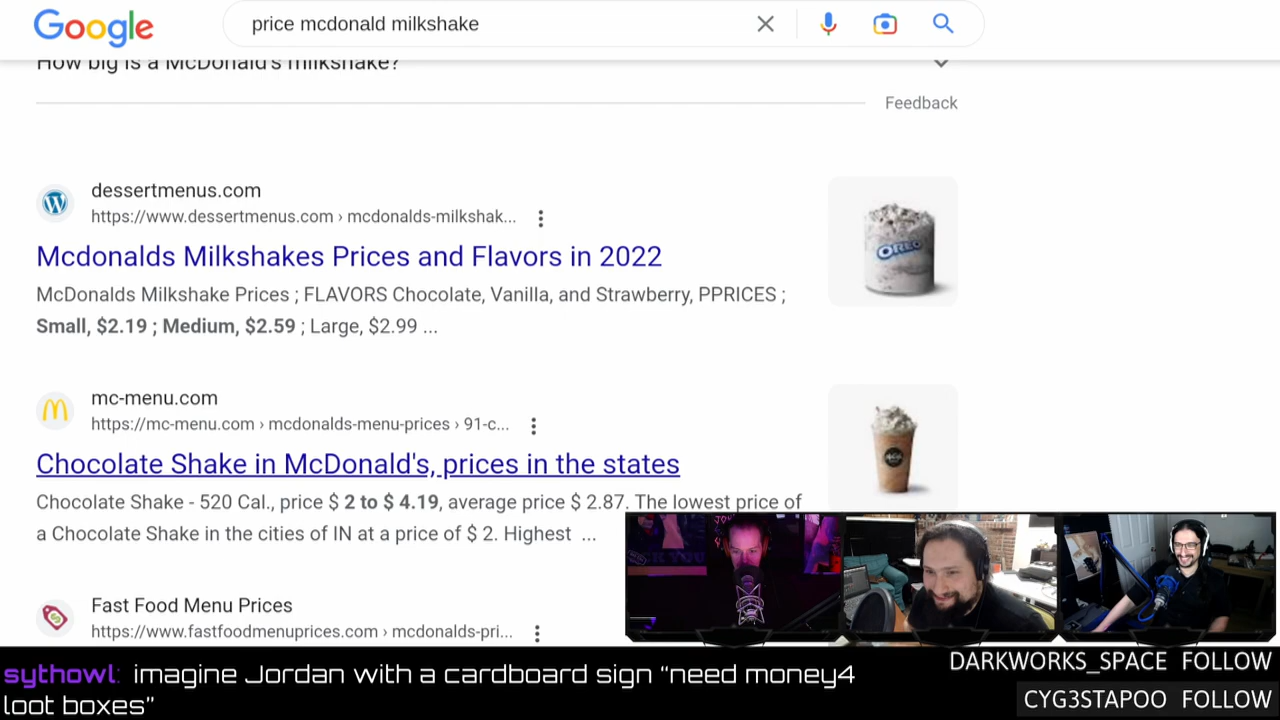 Google
price mcdonald milkshake
How big is a McDonald's milkshake?
Feedback
dessertmenus.com
https://www.dessertmenus.com › mcdonalds-milkshak...
Mcdonalds Milkshakes Prices and Flavors in 2022
McDonalds Milkshake Prices ; FLAVORS Chocolate, Vanilla, and Strawberry, PPRICES ;
Small, $2.19 ; Medium, $2.59 ; Large, $2.99 ...
OREO
mc-menu.com
https://mc-menu.com › mcdonalds-menu-prices › 91-c...
Chocolate Shake in McDonald's, prices in the states
Chocolate Shake - 520 Cal., price $ 2 to $ 4.19, average price $ 2.87. The lowest price of
a Chocolate Shake in the cities of IN at a price of $ 2. Highest ...
Fast Food Menu Prices
https://www.fastfoodmenuprices.com › mcdonalds-pri...
sythowl: imagine Jordan with a cardboard sign “need money4
loot boxes”
DARKWORKS_SPACE FOLLOW
CYG3STAPOO FOLLOW